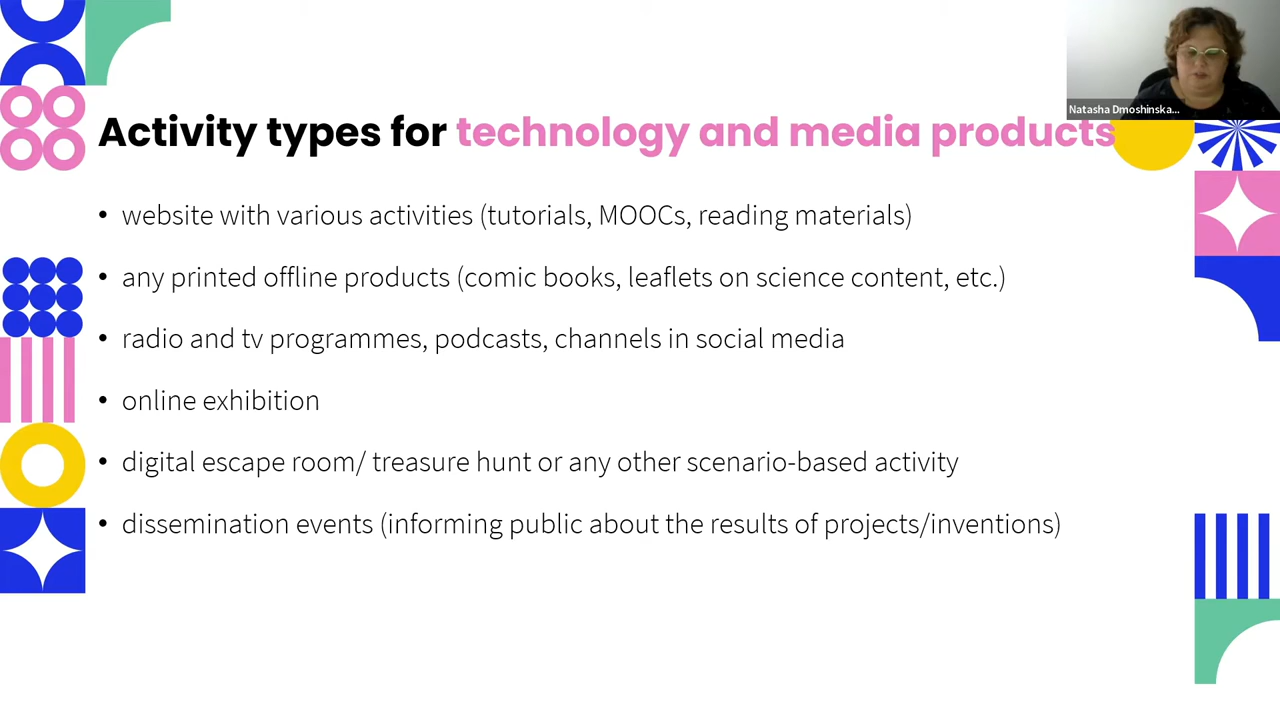 Natasha Dmoshinska...
Activity types for technology and media products
• website with various activities (tutorials, MOOCs, reading materials)
• any printed offline products (comic books, leaflets on science content, etc.)
• radio and tv programmes, podcasts, channels in social media
• online exhibition
• digital escape room/ treasure hunt or any other scenario-based activity
• dissemination events (informing public about the results of projects/inventions)